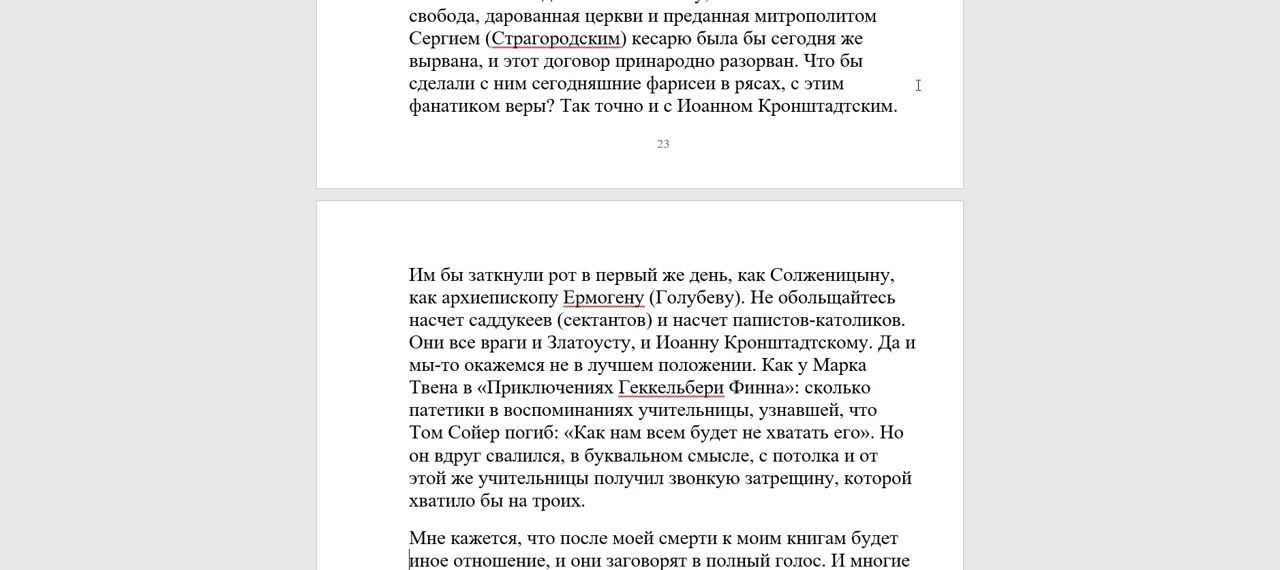 свобода, дарованная церкви и преданная митрополитом
Сергием (Страгородским) кесарю была бы сегодня же
вырвана, и этот договор принародно разорван. Что бы
сделали с ним сегодняшние фарисеи в рясах, с этим
фанатиком веры? Так точно и с Иоанном Кронштадтским.
23
Им бы заткнули рот в первый же день, как Солженицыну,
как архиепископу Ермогену (Голубеву). Не обольщайтесь
насчет саддукеев (сектантов) и насчет папистов-католиков.
Они все враги и Златоусту, и Иоанну Кронштадтскому. Да и
мы-то окажемся не в лучшем положении. Как у Марка
Твена в «Приключениях Геккельбери Финна»: сколько
патетики в воспоминаниях учительницы, узнавшей, что
Том Сойер погиб: «Как нам всем будет не хватать его». Но
он вдруг свалился, в буквальном смысле, с потолка и от
этой же учительницы получил звонкую затрещину, которой
хватило бы на троих.
Мне кажется, что после моей смерти к моим книгам будет
иное отношение, и они заговорят в полный голос. И многие